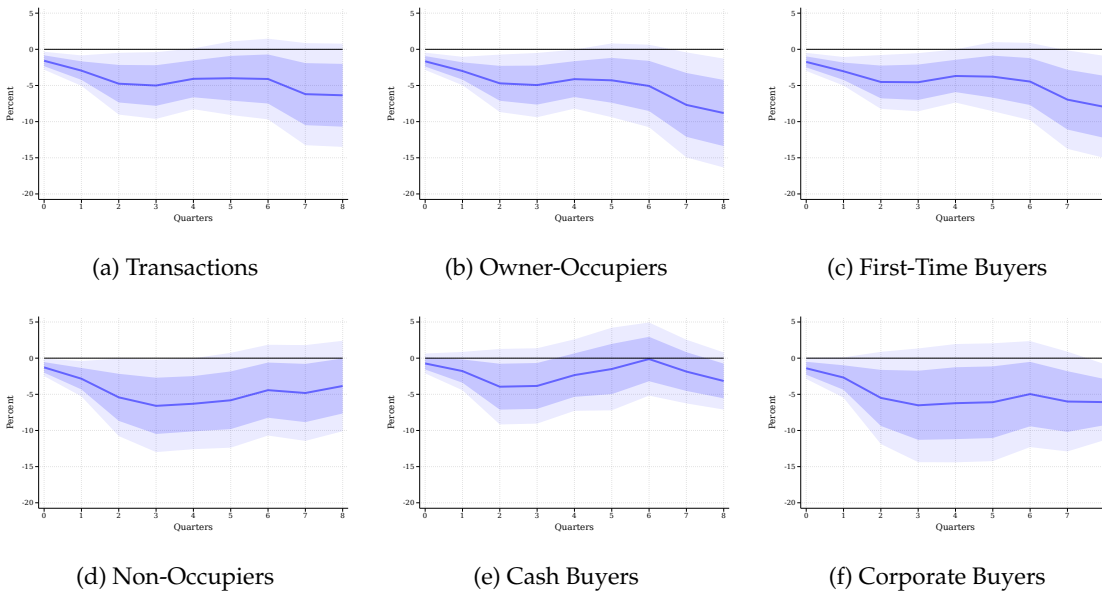 5
0
-5
-10
-15
-20
Percent
0 1 2 3 4 5 6 7 8
Quarters
(a) Transactions
5
0
-5
-10
-15
-20
Percent
0 1 2 3 4 5 6 7 8
Quarters
(b) Owner-Occupiers
5
0
-5
-10
-15
-20
Percent
0 1 2 3 4 5 6 7
Quarters
(c) First-Time Buyers
5
0
-5
-10
-15
-20
Percent
0 1 2 3 4 5 6 7 8
Quarters
(d) Non-Occupiers
5
0
-5
-10
-15
-20
Percent
0 1 2 3 4 5 6 7 8
Quarters
(e) Cash Buyers
5
0
-5
-10
-15
-20
Percent
0 1 2 3 4 5 6 7
Quarters
(f) Corporate Buyers